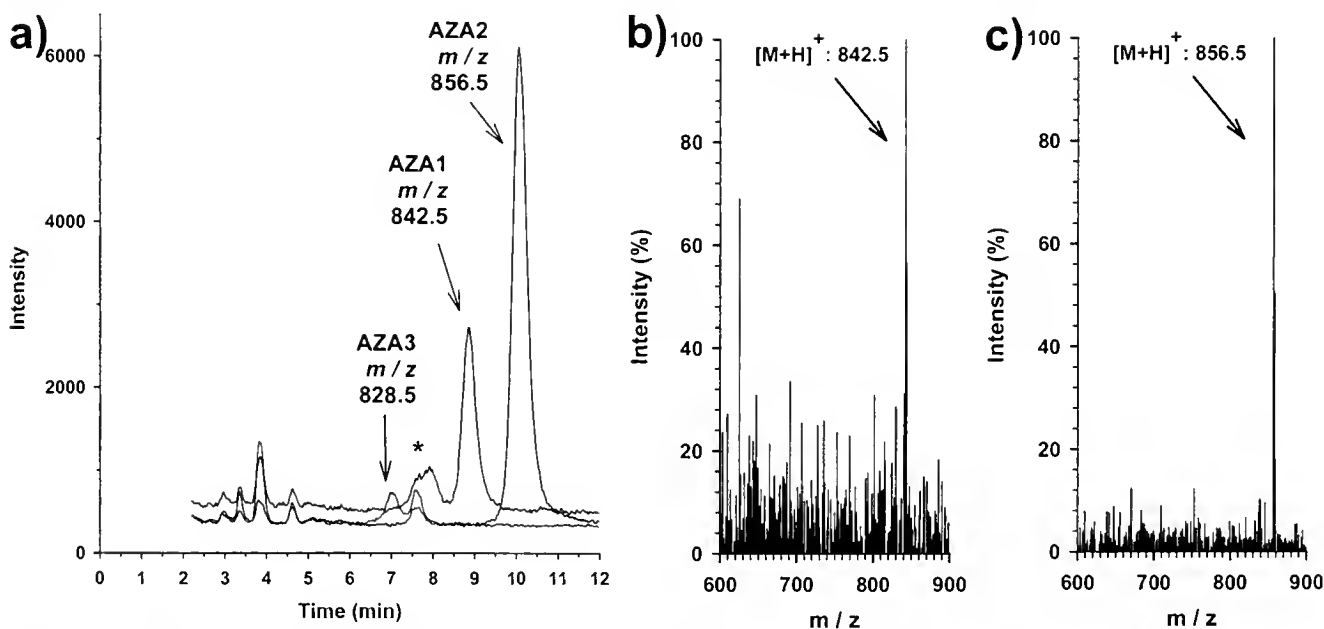 a)
AZA2
m / z
856.5
AZA1
m / z
842.5
AZA3
m / z
828.5
*
Intensity
6000
4000
2000
0
0 1 2 3 4 5 6 7 8 9 10 11 12
Time (min)
b)
[M+H]+ : 842.5
Intensity (%)
100
80
60
40
20
0
600 700 800 900
m / z
c)
[M+H]+ : 856.5
Intensity (%)
100
80
60
40
20
0
600 700 800 900
m / z